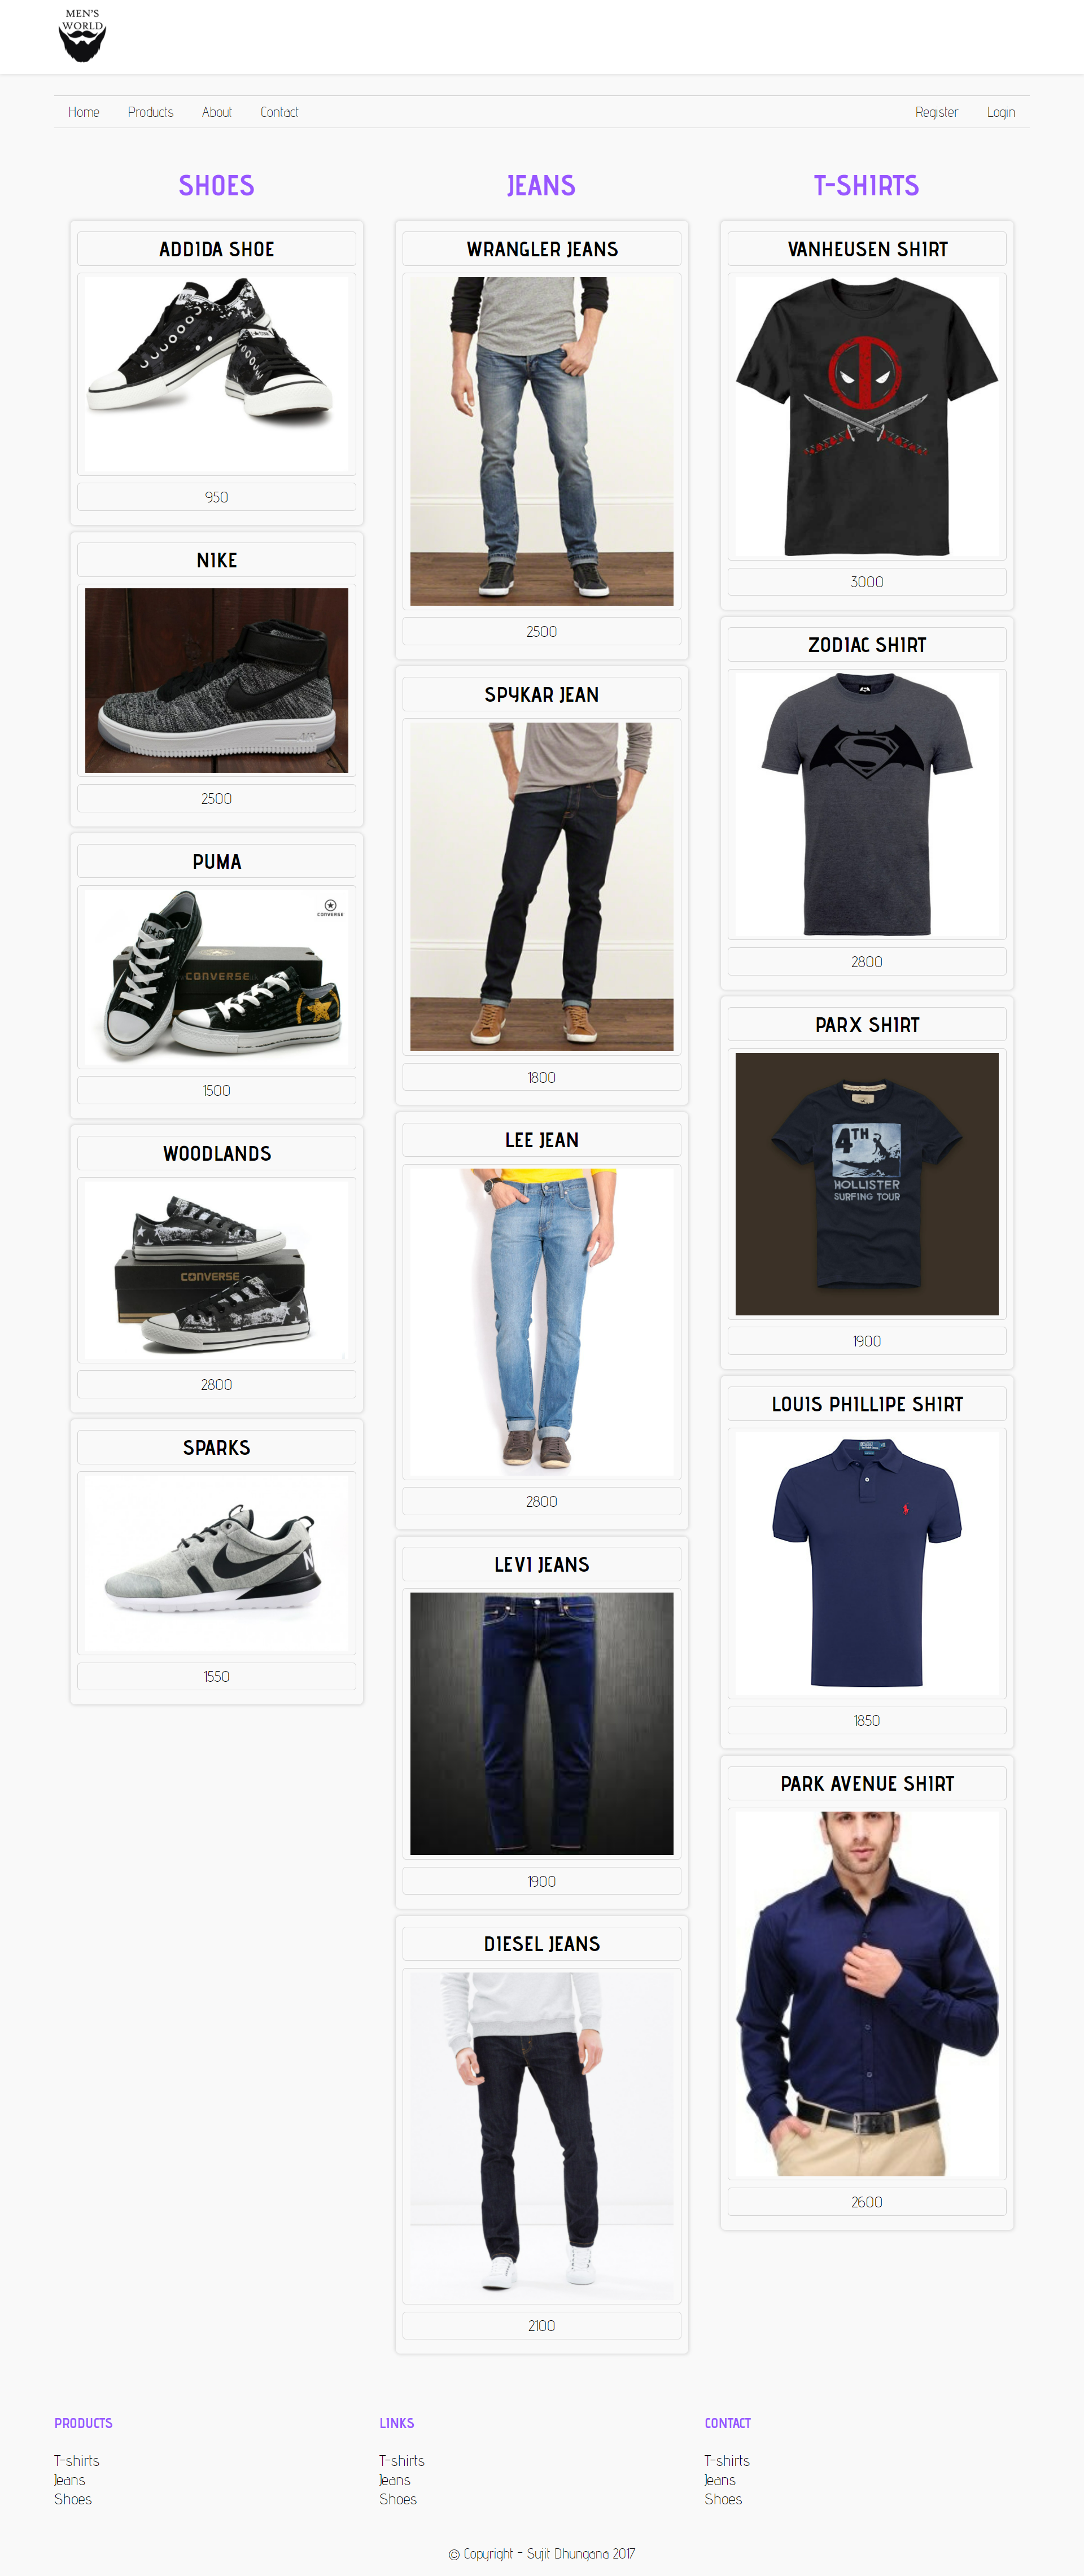 MEN'S
WORLD
Home Products About Contact Register Login
SHOES
ADDIDA SHOE
950
NIKE
2500
PUMA
CONVERSE
CONVERSE
1500
WOODLANDS
CONVERSE
2800
SPARKS
1550
JEANS
WRANGLER JEANS
2500
SPYKAR JEAN
1800
LEE JEAN
2800
LEVI JEANS
1900
DIESEL JEANS
2100
T-SHIRTS
VANHEUSEN SHIRT
3000
ZODIAC SHIRT
2800
PARX SHIRT
4TH
HOLLISTER
SURFING TOUR
1900
LOUIS PHILLIPE SHIRT
1850
PARK AVENUE SHIRT
2600
PRODUCTS
T-shirts
Jeans
Shoes
LINKS
T-shirts
Jeans
Shoes
CONTACT
T-shirts
Jeans
Shoes
© Copyright - Sujit Dhungana 2017